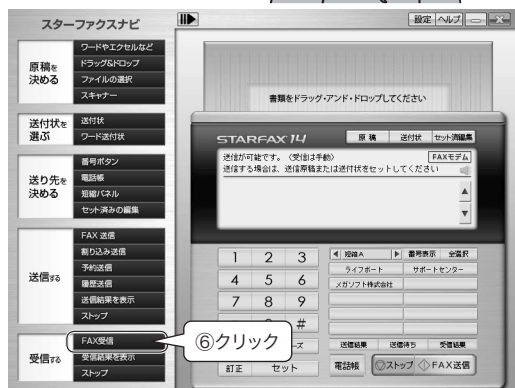 スターファクスナビ
設定 ヘルプ
原稿を
決める
ワードやエクセルなど
ドラッグ&ドロップ
ファイルの選択
スキャナー
書類をドラッグ・アンド・ドロップしてください
送付状を
選ぶ
送付状
ワード送付状
STARFAX 14
原稿 送付状 セット済編集
送信が可能です。〈受信は手動〉
FAXモデム
送信する場合は、送信原稿または送付状をセットしてください
送り先を
決める
番号ボタン
電話帳
短縮パネル
セット済みの編集
送信する
FAX 送信
割り込み送信
予約送信
履歴送信
送信結果を表示
ストップ
1 2 3
4 5 6
7 8 9
#
短縮A 番号表示 全選択
ライフボート サポートセンター
メガソフト株式会社
送信結果 送信待ち 受信結果
受信する
FAX受信
受信結果を表示
ストップ
⑥クリック
ーズ
訂正 セット
電話帳 ストップ FAX送信